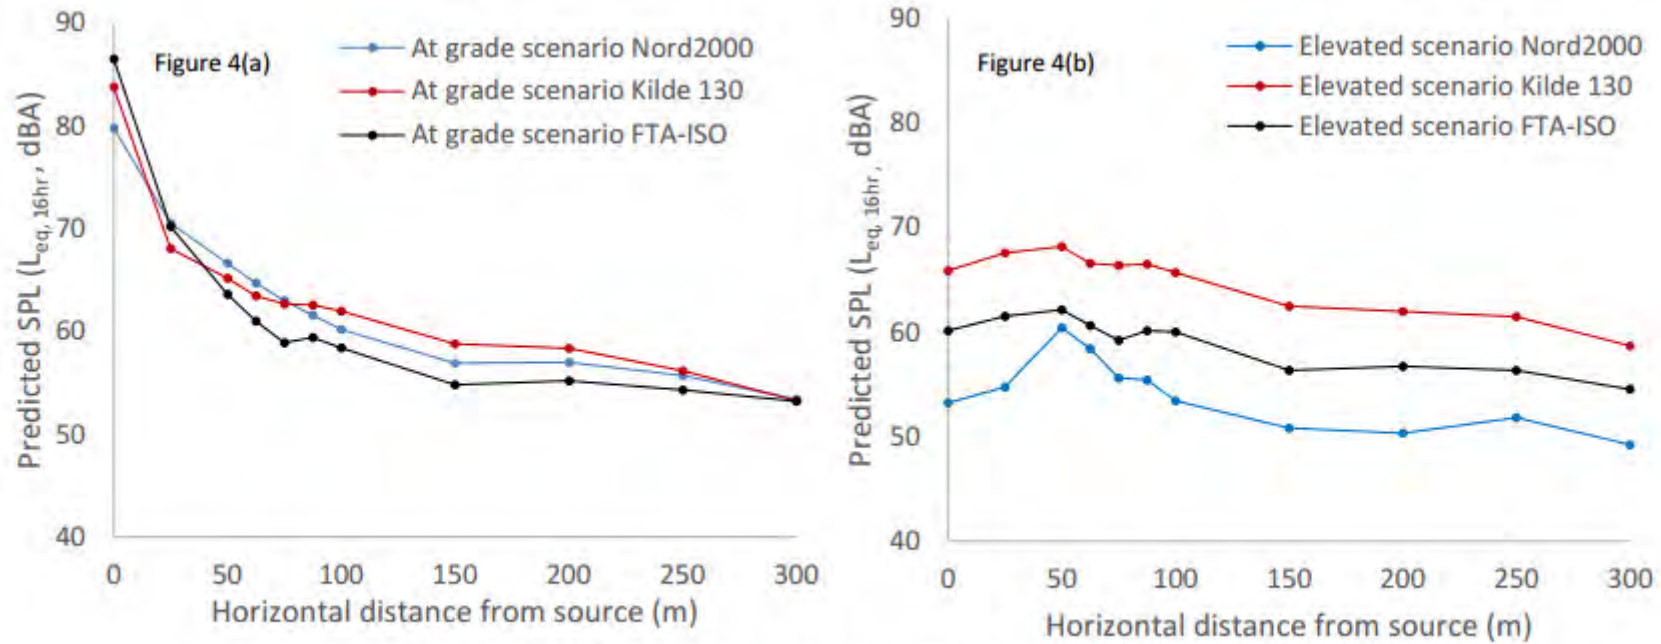 Figure 4(a)
At grade scenario Nord2000
At grade scenario Kilde 130
At grade scenario FTA-ISO
Predicted SPL (Leq, 16hr, dBA)
90
80
70
60
50
40
0 50 100 150 200 250 300
Horizontal distance from source (m)
Figure 4(b)
Elevated scenario Nord2000
Elevated scenario Kilde 130
Elevated scenario FTA-ISO
Predicted SPL (Leq, 16hr, dBA)
90
80
70
60
50
40
0 50 100 150 200 250 300
Horizontal distance from source (m)